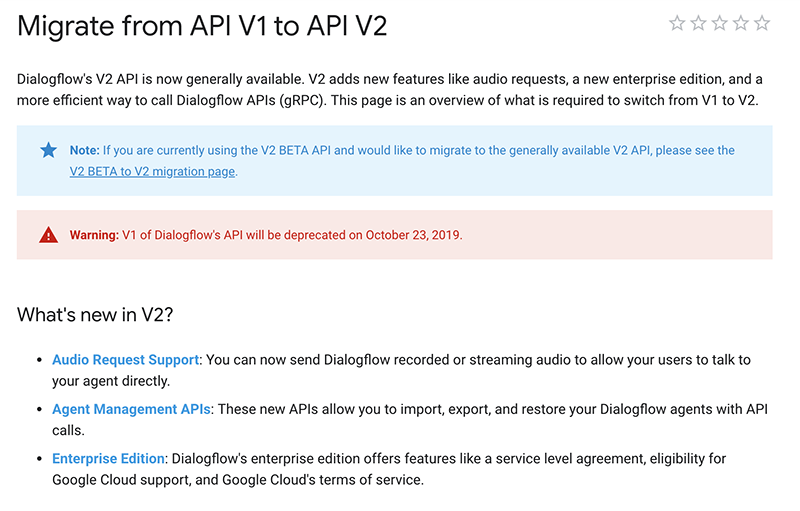 Migrate from API V1 to API V2
Dialogflow's V2 API is now generally available. V2 adds new features like audio requests, a new enterprise edition, and a
more efficient way to call Dialogflow APIs (gRPC). This page is an overview of what is required to switch from V1 to V2.
Note: If you are currently using the V2 BETA API and would like to migrate to the generally available V2 API, please see the
V2 BETA to V2 migration page.
Warning: V1 of Dialogflow's API will be deprecated on October 23, 2019.
What's new in V2?
• Audio Request Support: You can now send Dialogflow recorded or streaming audio to allow your users to talk to
your agent directly.
• Agent Management APIs: These new APIs allow you to import, export, and restore your Dialogflow agents with API
calls.
• Enterprise Edition: Dialogflow's enterprise edition offers features like a service level agreement, eligibility for
Google Cloud support, and Google Cloud's terms of service.